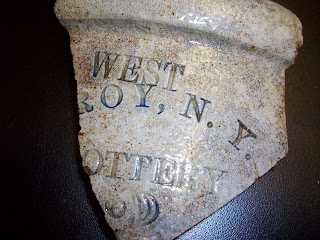 WEST
ROY, N. Y.
OTTERY